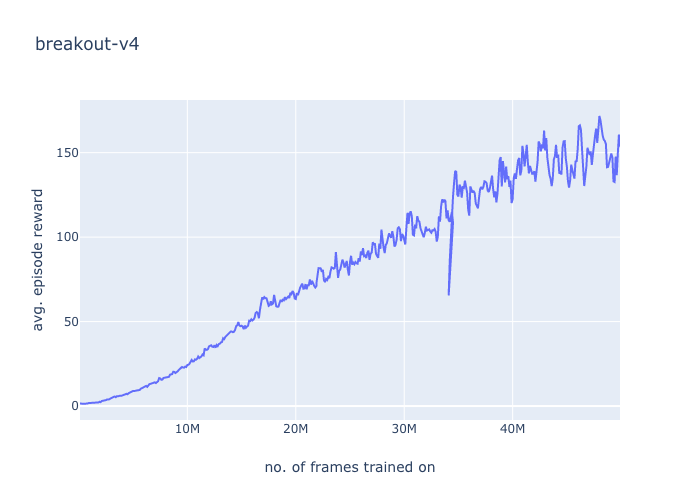 breakout-v4
avg. episode reward
150
100
50
0
10M
20M
30M
40M
no. of frames trained on